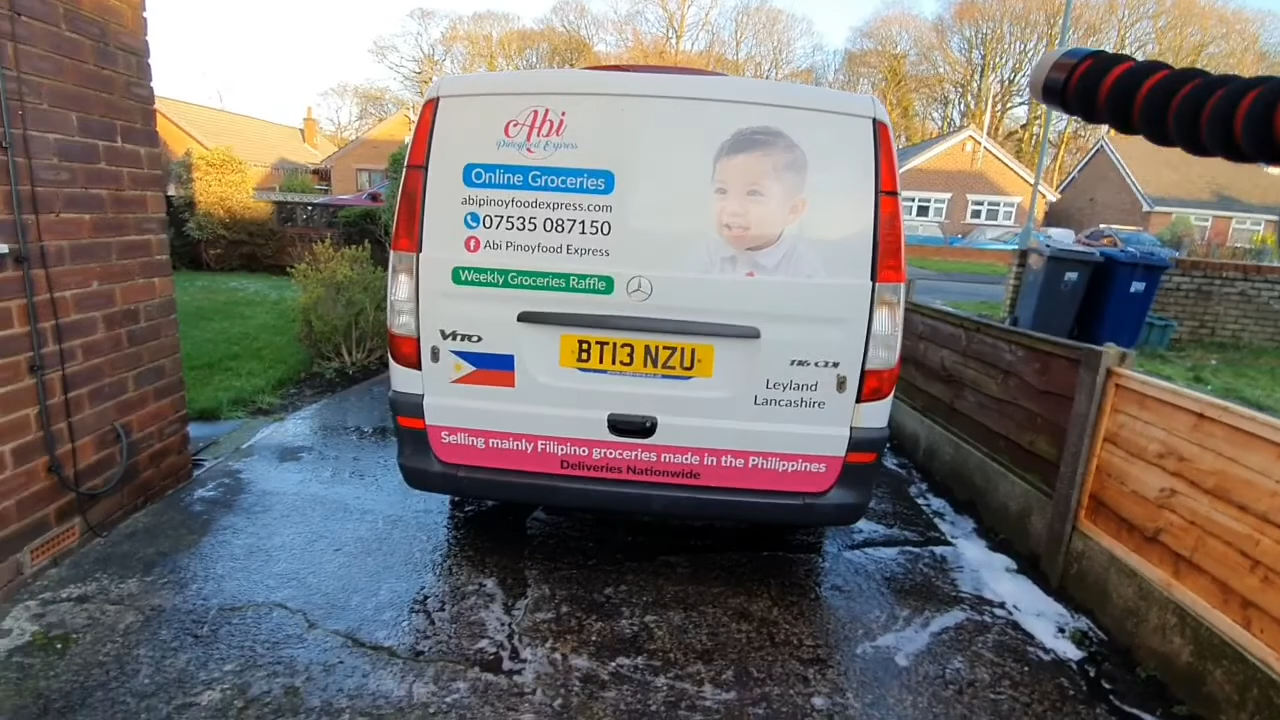 Abi
Pinoyfood Express
Online Groceries
abipinoyfoodexpress.com
07535 087150
f Abi Pinoyfood Express
Weekly Groceries Raffle
VITO
BT13 NZU
116 CDI
Leyland
Lancashire
Selling mainly Filipino groceries made in the Philippines
Deliveries Nationwide